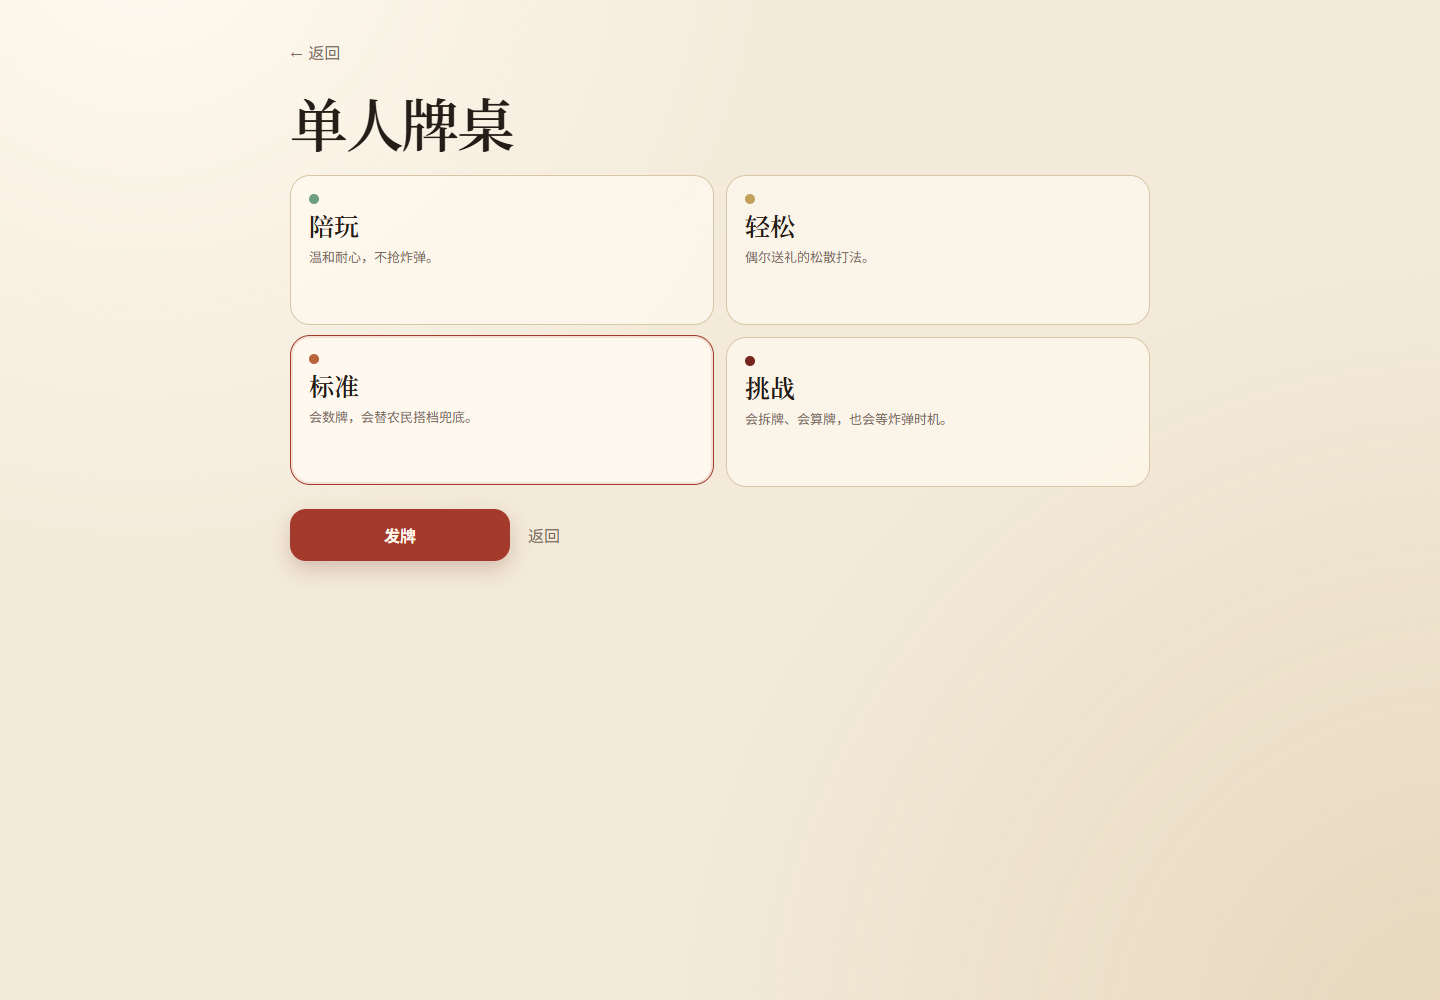 ← 返回
单人牌桌
陪玩
温和耐心，不抢炸弹。
轻松
偶尔送礼的松散打法。
标准
会数牌，会替农民搭档兜底。
挑战
会拆牌、会算牌，也会等炸弹时机。
发牌
返回